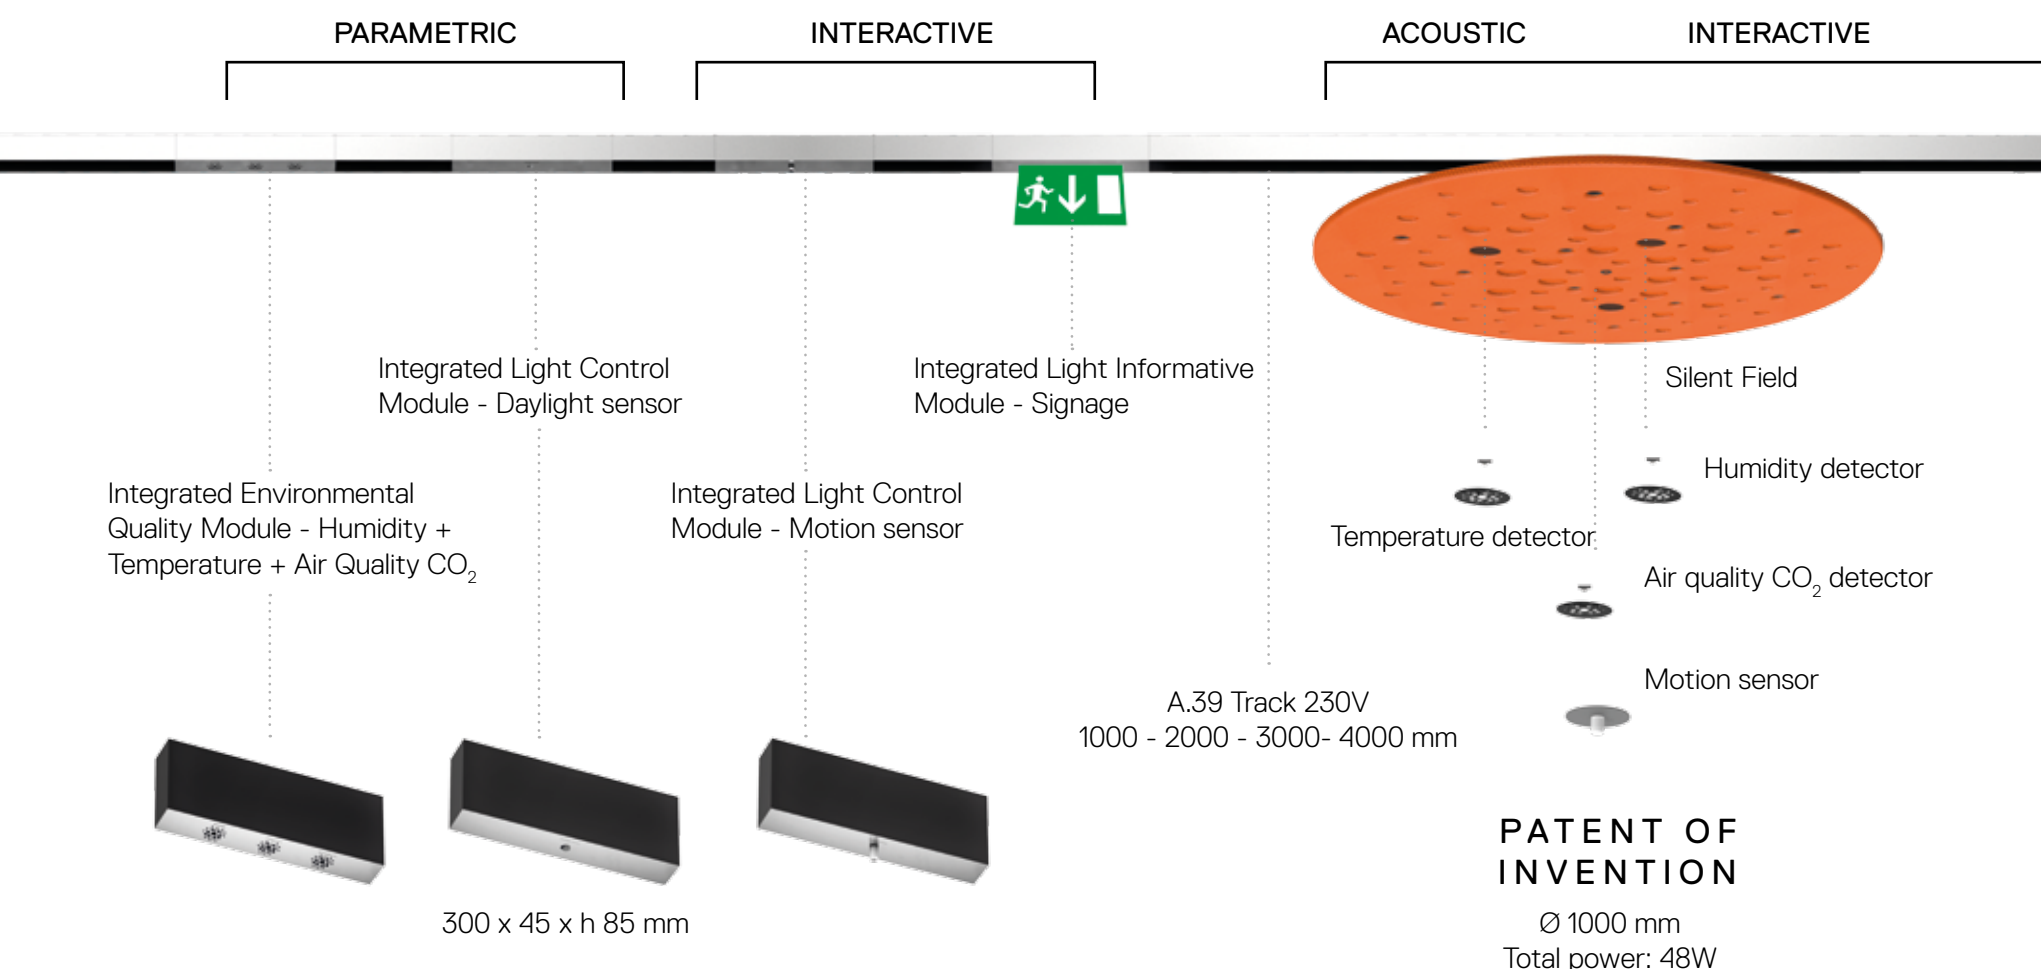 PARAMETRIC
INTERACTIVE
ACOUSTIC
INTERACTIVE
Integrated Light Control
Module - Daylight sensor
Integrated Light Informative
Module - Signage
Silent Field
Integrated Environmental
Quality Module - Humidity +
Temperature + Air Quality CO₂
Integrated Light Control
Module - Motion sensor
Humidity detector
Temperature detector
Air quality CO₂ detector
Motion sensor
A.39 Track 230V
1000 - 2000 - 3000- 4000 mm
300 x 45 x h 85 mm
PATENT OF
INVENTION
Ø 1000 mm
Total power: 48W